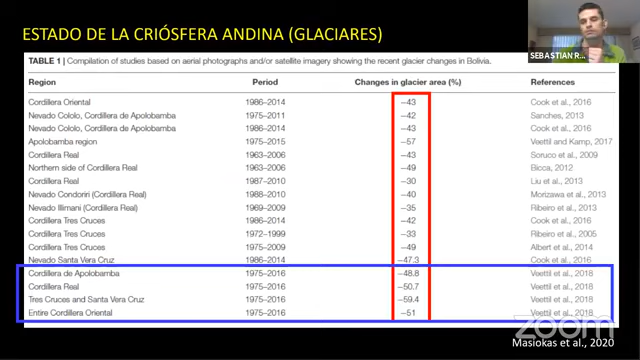 ESTADO DE LA CRIÓSFERA ANDINA (GLACIARES)
SEBASTIAN R...
TABLE 1 | Compilation of studies based on aerial photographs and/or satellite imagery showing the recent glacier changes in Bolivia.
Region Period Changes in glacier area (%) References
Cordillera Oriental 1986–2014 −43 Cook et al., 2016
Nevado Cololo, Cordillera de Apolobamba 1975–2011 −42 Sanches, 2013
Nevado Cololo, Cordillera de Apolobamba 1986–2014 −43 Cook et al., 2016
Apolobamba region 1975–2015 −57 Veettil and Kamp, 2017
Cordillera Real 1963–2006 −43 Soruco et al., 2009
Northern side of Cordillera Real 1963–2006 −49 Bicca, 2012
Cordillera Real 1987–2010 −30 Liu et al., 2013
Nevado Condoriri (Cordillera Real) 1988–2010 −40 Morizawa et al., 2013
Nevado Illimani (Cordillera Real) 1969–2009 −35 Ribeiro et al., 2013
Cordillera Tres Cruces 1986–2014 −42 Cook et al., 2016
Cordillera Tres Cruces 1972–1999 −33 Ribeiro et al., 2005
Cordillera Tres Cruces 1975–2009 −49 Albert et al., 2014
Nevado Santa Vera Cruz 1986–2014 −47.3 Cook et al., 2016
Cordillera de Apolobamba 1975–2016 −48.8 Veettil et al., 2018
Cordillera Real 1975–2016 −50.7 Veettil et al., 2018
Tres Cruces and Santa Vera Cruz 1975–2016 −59.4 Veettil et al., 2018
Entire Cordillera Oriental 1975–2016 −51 Veettil et al., 2018
zoom
Masiokas et al., 2020